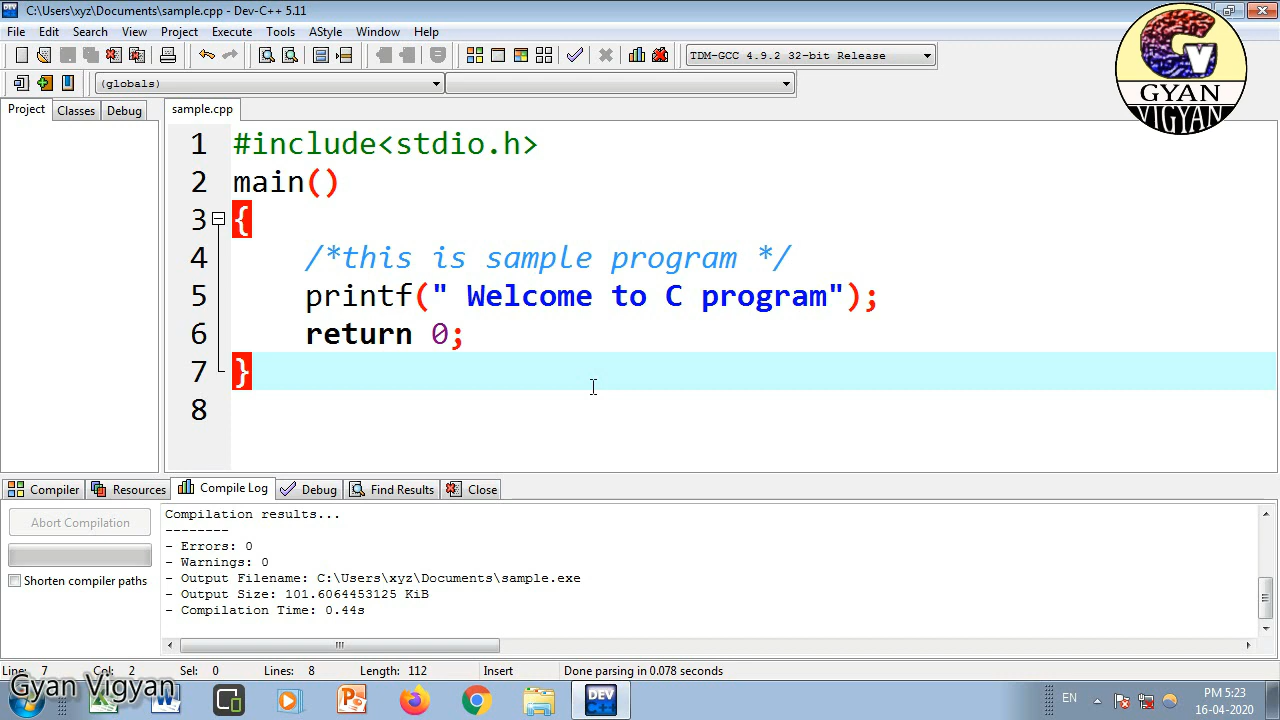 C:\Users\xyz\Documents\sample.cpp - Dev-C++ 5.11
File Edit Search View Project Execute Tools AStyle Window Help
TDM-GCC 4.9.2 32-bit Release
(globals)
GYAN
VIGYAN
Project Classes Debug
sample.cpp
1 #include<stdio.h>
2 main()
3 {
4 /*this is sample program */
5 printf(" Welcome to C program");
6 return 0;
7 }
8
Compiler Resources Compile Log Debug Find Results Close
Abort Compilation
Shorten compiler paths
Compilation results...
--------
- Errors: 0
- Warnings: 0
- Output Filename: C:\Users\xyz\Documents\sample.exe
- Output Size: 101.6064453125 KiB
- Compilation Time: 0.44s
Line: 7 Col: 2 Sel: 0 Lines: 8 Length: 112 Insert Done parsing in 0.078 seconds
Gyan Vigyan
DEV
C++
EN
PM 5:23
16-04-2020